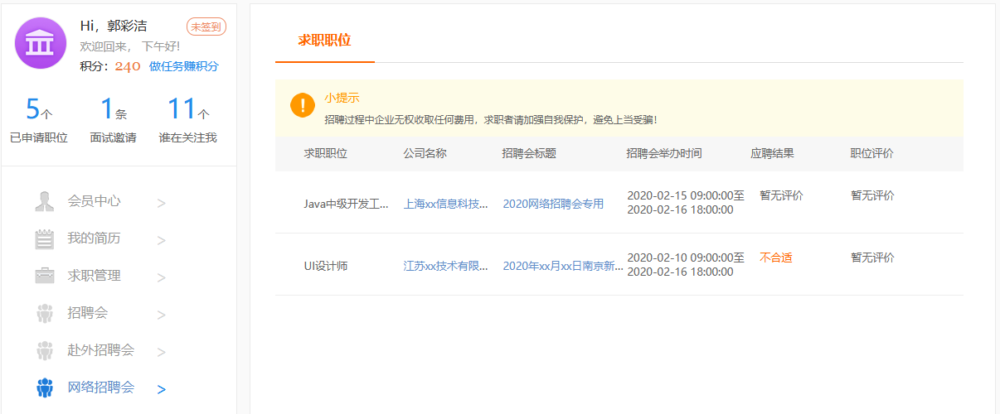 Hi，郭彩洁
未签到
欢迎回来， 下午好!
积分：240 做任务赚积分
5个 1条 11个
已申请职位 面试邀请 谁在关注我
会员中心 >
我的简历 >
求职管理 >
招聘会 >
赴外招聘会 >
网络招聘会 >
求职职位
小提示
招聘过程中企业无权收取任何费用，求职者请加强自我保护，避免上当受骗!
求职职位 公司名称 招聘会标题 招聘会举办时间 应聘结果 职位评价
Java中级开发工... 上海xx信息科技... 2020网络招聘会专用 2020-02-15 09:00:00至 暂无评价 暂无评价
2020-02-16 18:00:00
UI设计师 江苏xx技术有限... 2020年xx月xx日南京新... 2020-02-10 09:00:00至 不合适 暂无评价
2020-02-16 18:00:00